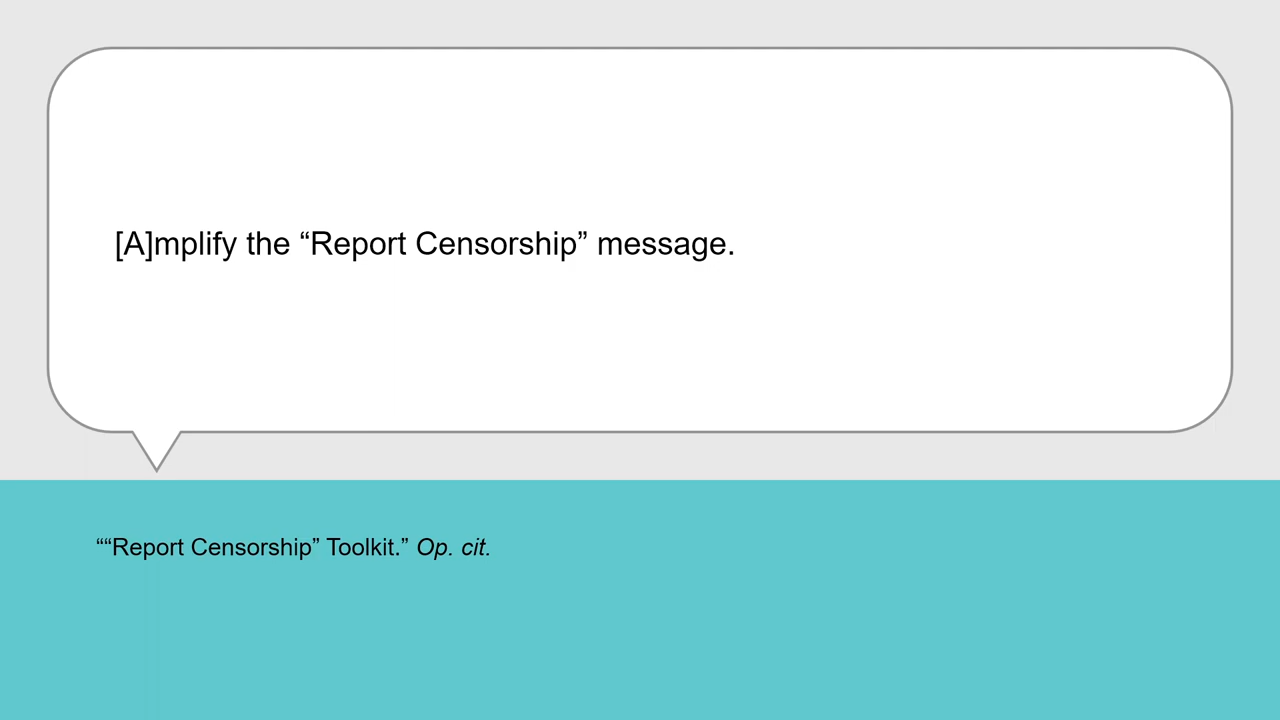 [A]mplify the “Report Censorship” message.
““Report Censorship” Toolkit.” Op. cit.